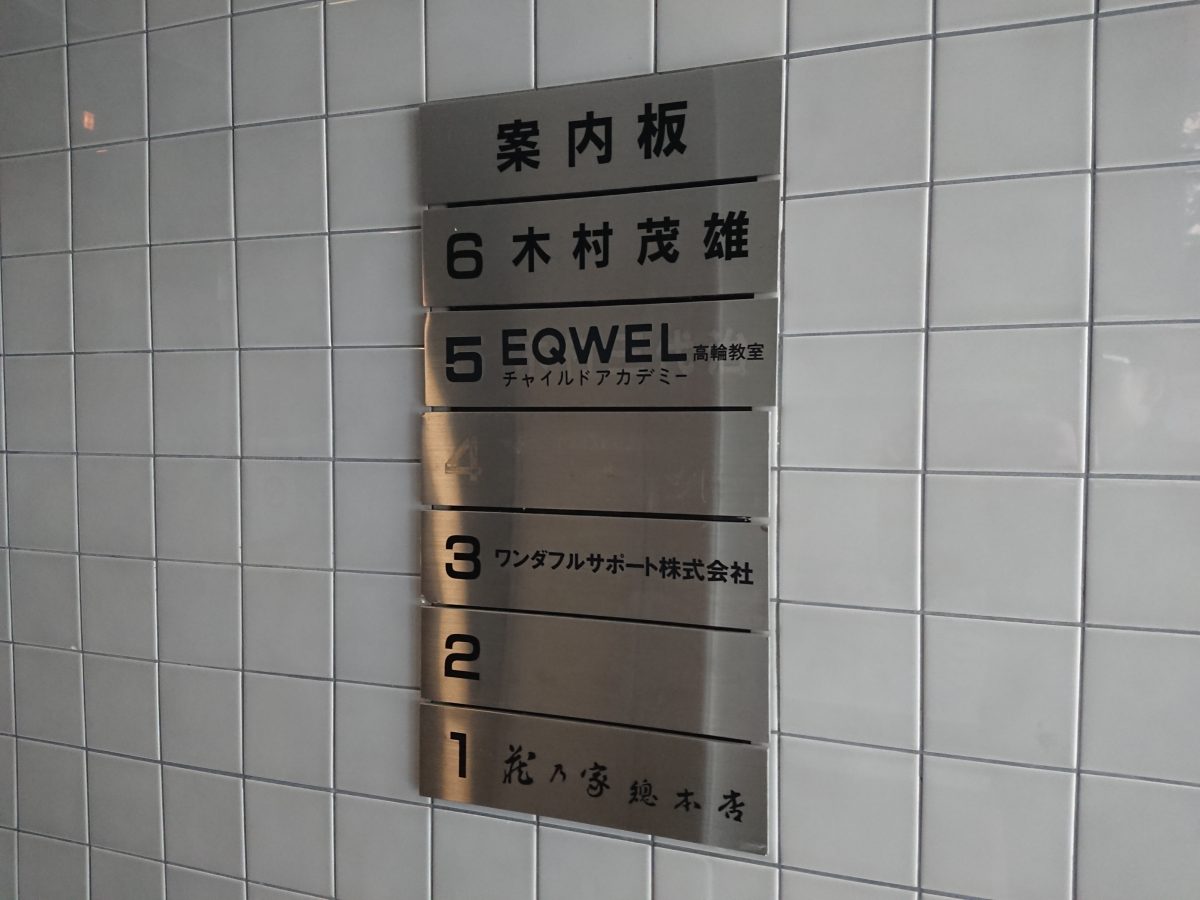 案内板
6 木村茂雄
5 EQWEL 高輪教室
チャイルドアカデミー
4
3 ワンダフルサポート株式会社
2
1 蔵乃家總本店